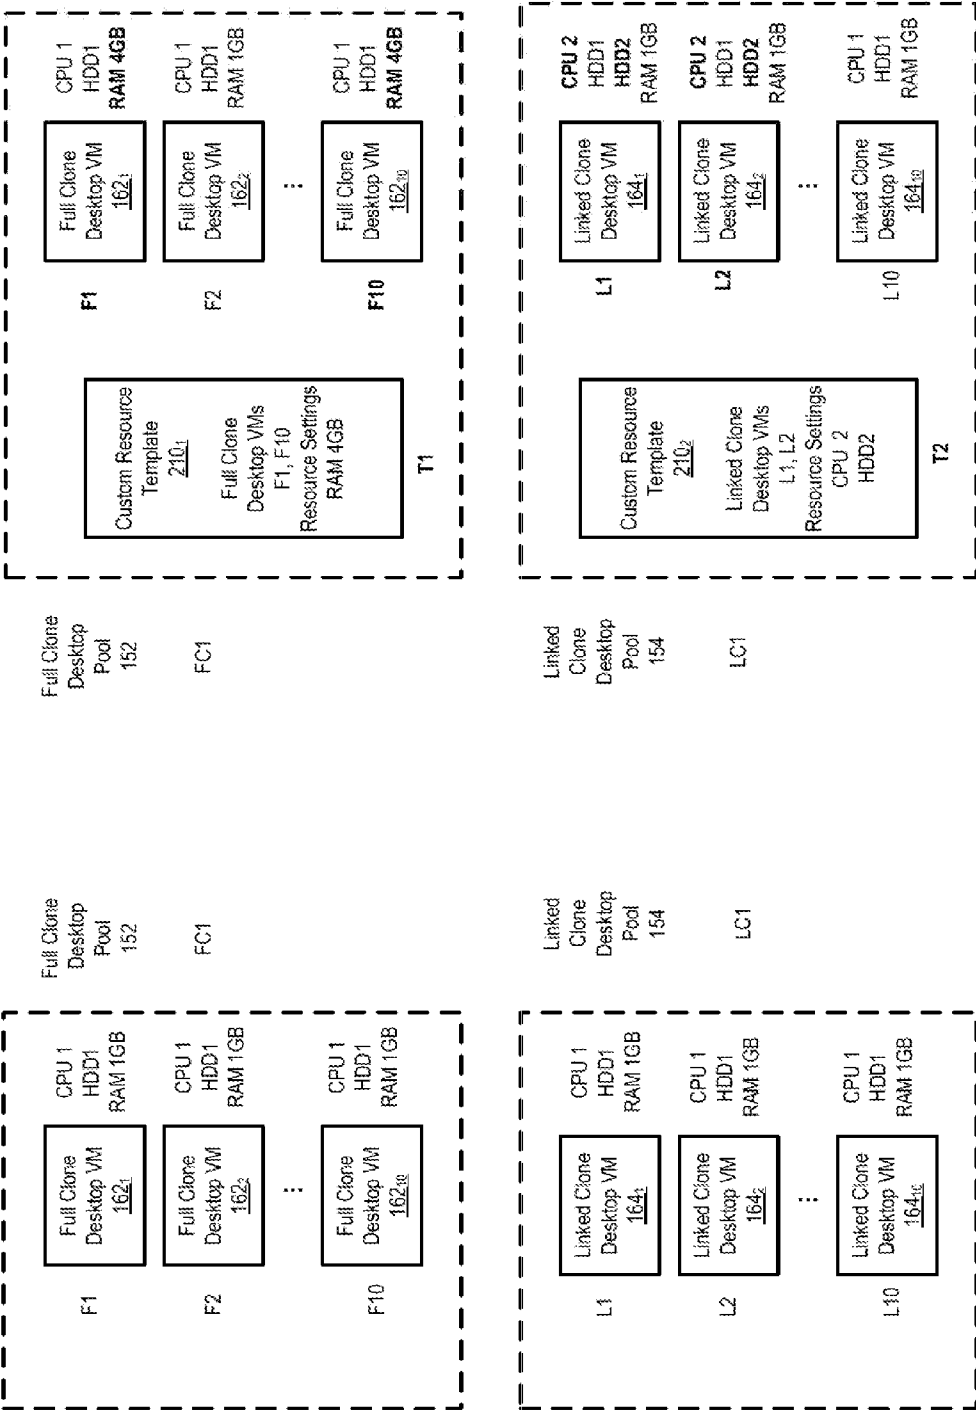 F1
Full Clone
Desktop VM
162₁
CPU 1
HDD1
RAM 1GB
F2
Full Clone
Desktop VM
162₂
CPU 1
HDD1
RAM 1GB
...
F10
Full Clone
Desktop VM
162₁₀
CPU 1
HDD1
RAM 1GB
Full Clone
Desktop
Pool
152
FC1
Full Clone
Desktop
Pool
152
FC1
Custom Resource
Template
210₁
Full Clone
Desktop VMs
F1, F10
Resource Settings
RAM 4GB
T1
F1
Full Clone
Desktop VM
162₁
CPU 1
HDD1
RAM 4GB
F2
Full Clone
Desktop VM
162₂
CPU 1
HDD1
RAM 1GB
...
F10
Full Clone
Desktop VM
162₁₀
CPU 1
HDD1
RAM 4GB
L1
Linked Clone
Desktop VM
164₁
CPU 1
HDD1
RAM 1GB
L2
Linked Clone
Desktop VM
164₂
CPU 1
HDD1
RAM 1GB
...
L10
Linked Clone
Desktop VM
164₁₀
CPU 1
HDD1
RAM 1GB
Linked
Clone
Desktop
Pool
154
LC1
Linked
Clone
Desktop
Pool
154
LC1
Custom Resource
Template
210₂
Linked Clone
Desktop VMs
L1, L2
Resource Settings
CPU 2
HDD2
T2
L1
Linked Clone
Desktop VM
164₁
CPU 2
HDD1
HDD2
RAM 1GB
L2
Linked Clone
Desktop VM
164₂
CPU 2
HDD1
HDD2
RAM 1GB
...
L10
Linked Clone
Desktop VM
164₁₀
CPU 1
HDD1
RAM 1GB